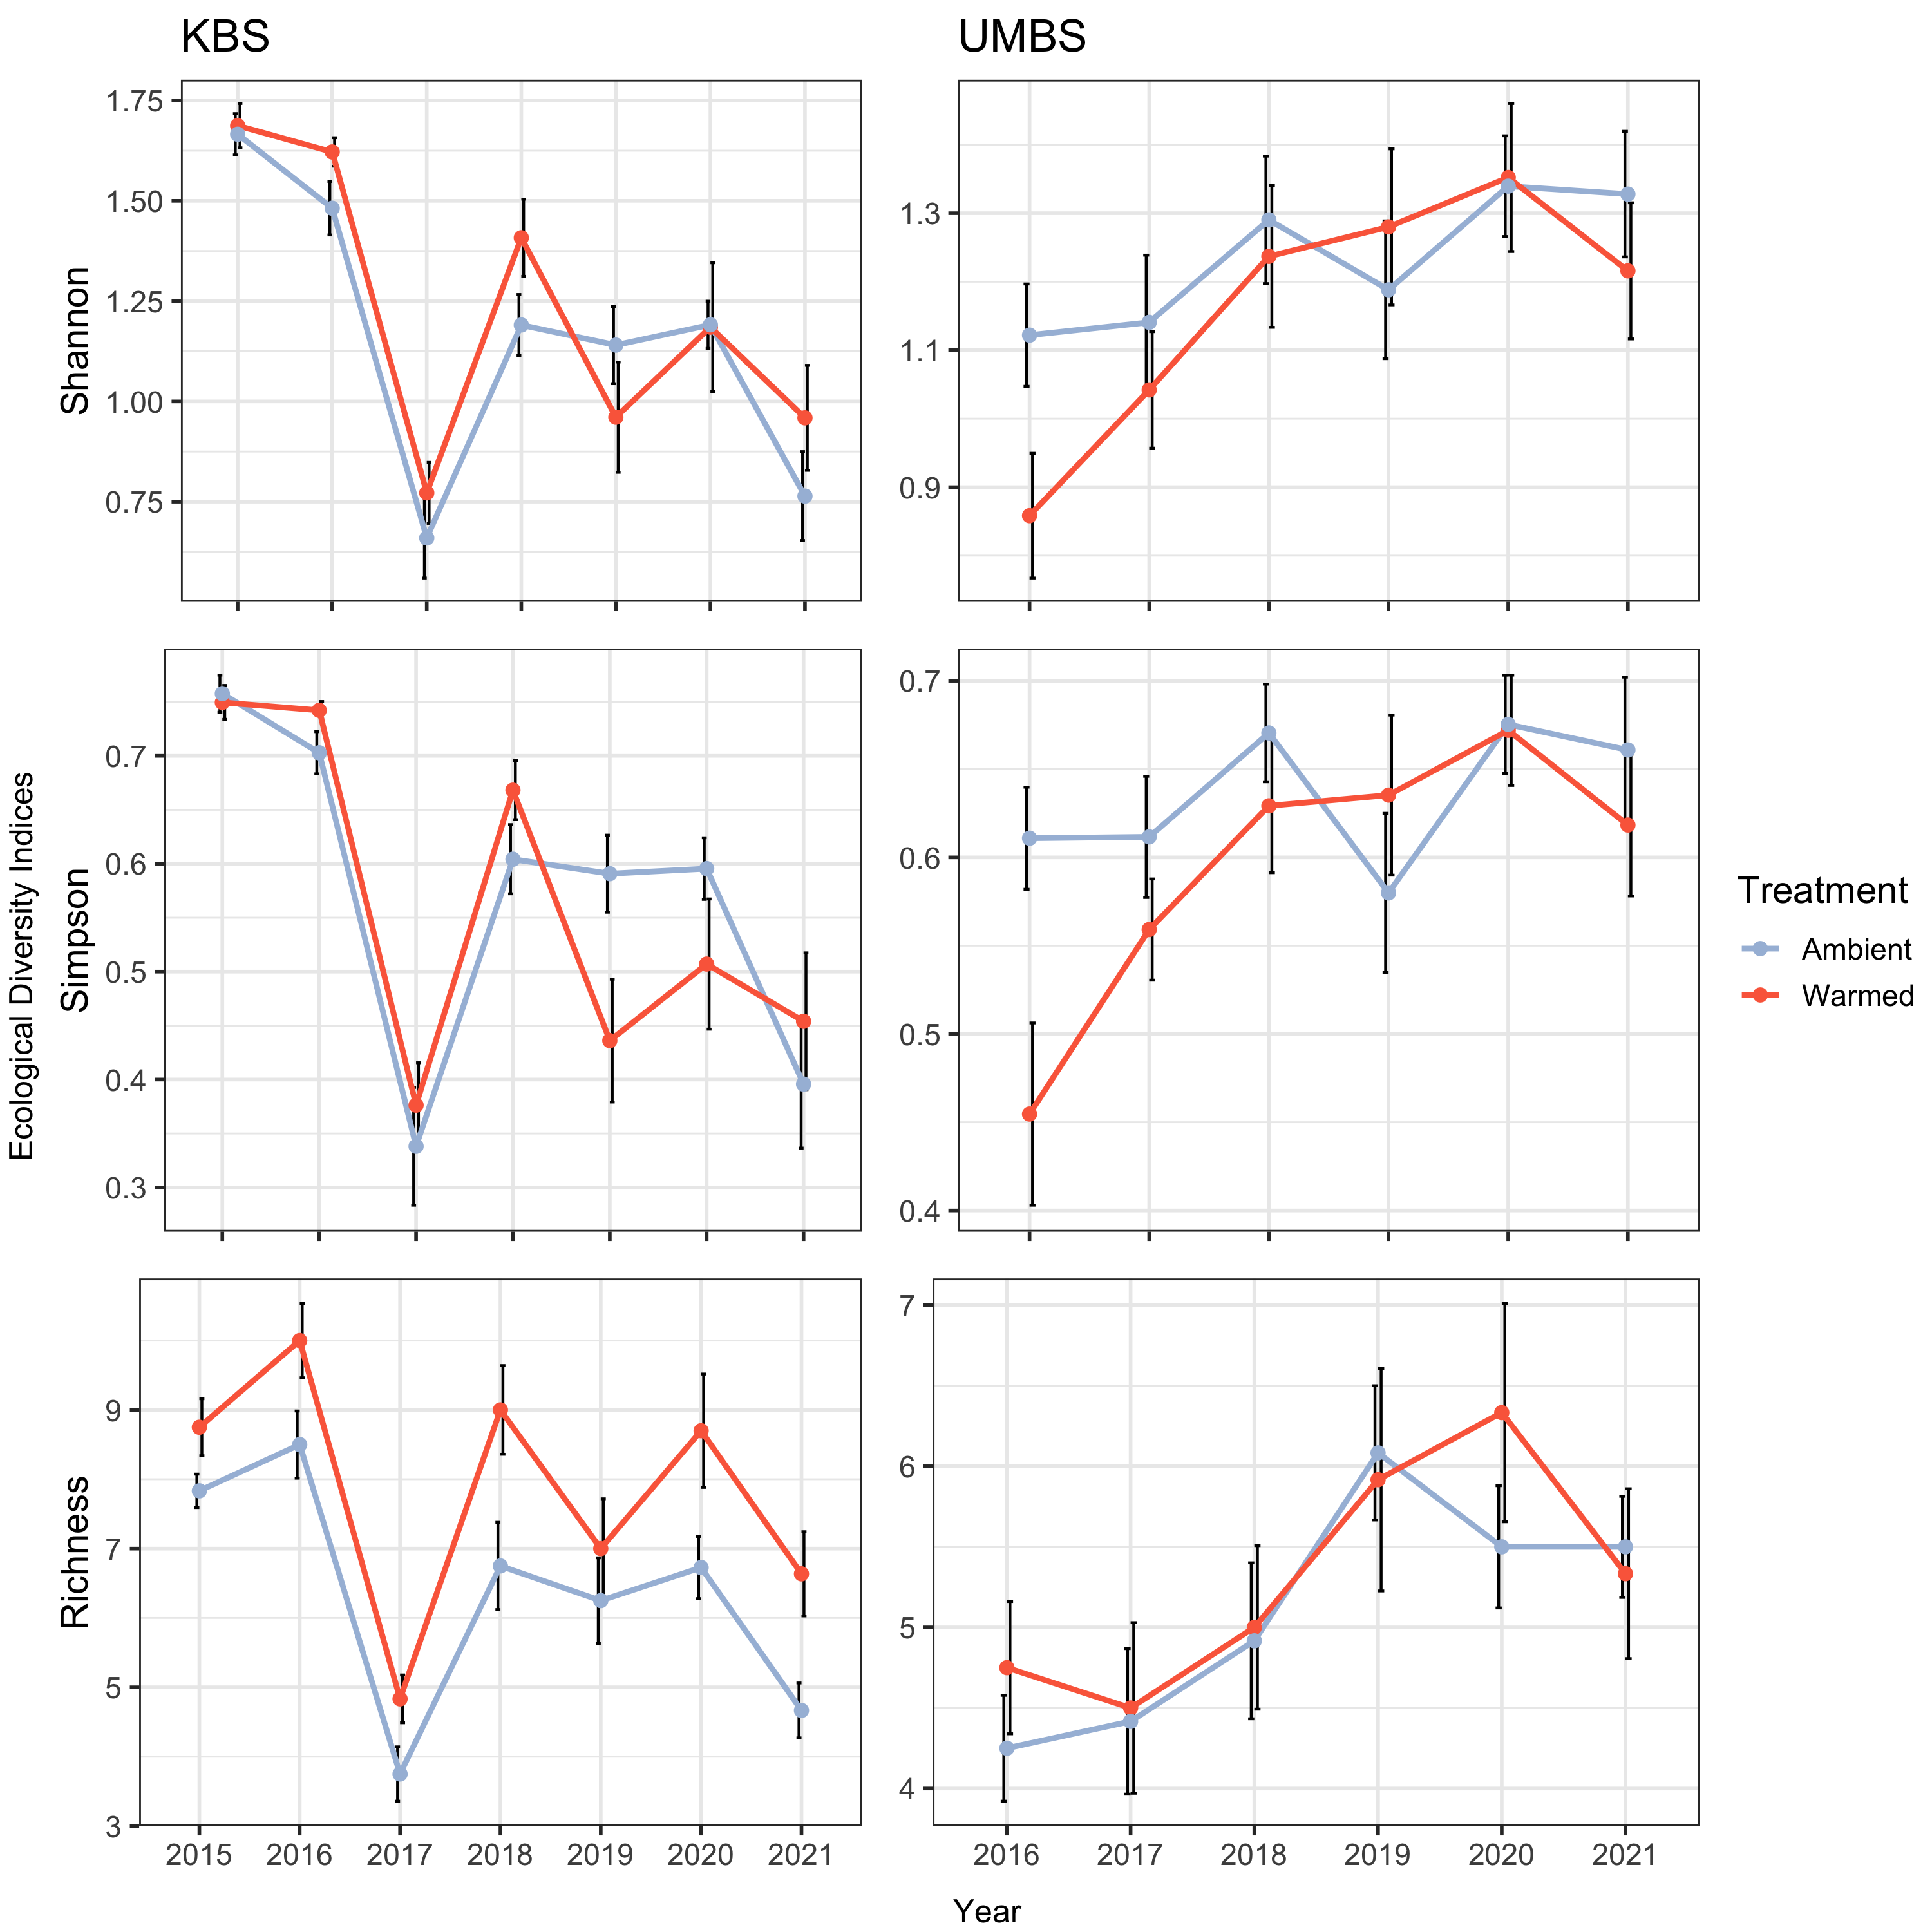 KBS
UMBS
Shannon
1.75
1.50
1.25
1.00
0.75
1.3
1.1
0.9
Ecological Diversity Indices
Simpson
0.7
0.6
0.5
0.4
0.3
0.7
0.6
0.5
0.4
Treatment
Ambient
Warmed
Richness
9
7
5
3
7
6
5
4
2015 2016 2017 2018 2019 2020 2021
2016 2017 2018 2019 2020 2021
Year